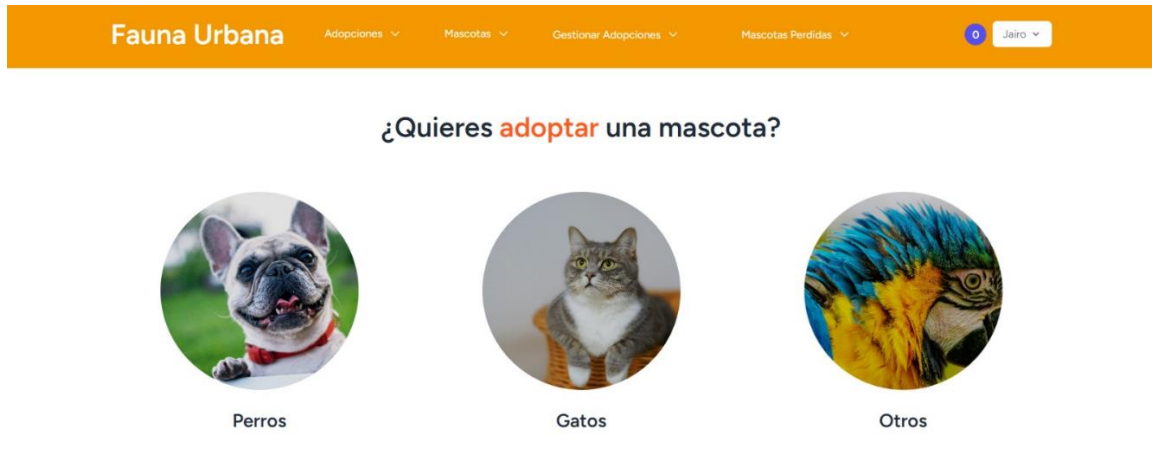 Fauna Urbana Adopciones Mascotas Gestionar Adopciones Mascotas Perdidas 0 Jairo
¿Quieres adoptar una mascota?
Perros Gatos Otros